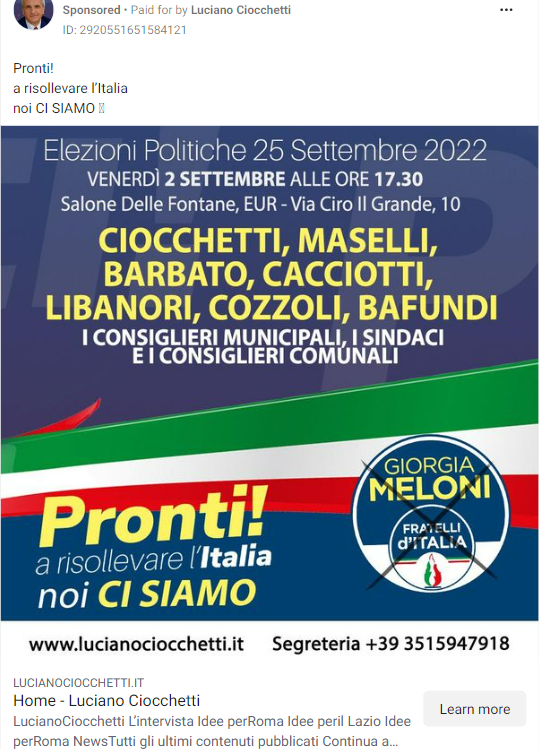 Sponsored • Paid for by Luciano Ciocchetti
ID: 2920551651584121
Pronti!
a risollevare l'Italia
noi CI SIAMO
Elezioni Politiche 25 Settembre 2022
VENERDÌ 2 SETTEMBRE ALLE ORE 17.30
Salone Delle Fontane, EUR - Via Ciro Il Grande, 10
CIOCCHETTI, MASELLI,
BARBATO, CACCIOTTI,
LIBANORI, COZZOLI, BAFUNDI
I CONSIGLIERI MUNICIPALI, I SINDACI
E I CONSIGLIERI COMUNALI
GIORGIA
MELONI
FRATELLI
d'ITALIA
Pronti!
a risollevare l'Italia
noi CI SIAMO
www.lucianociocchetti.it Segreteria +39 3515947918
LUCIANOCIOCCHETTI.IT
Home - Luciano Ciocchetti
LucianoCiocchetti L'intervista Idee perRoma Idee peril Lazio Idee
perRoma NewsTutti gli ultimi contenuti pubblicati Continua a...
Learn more